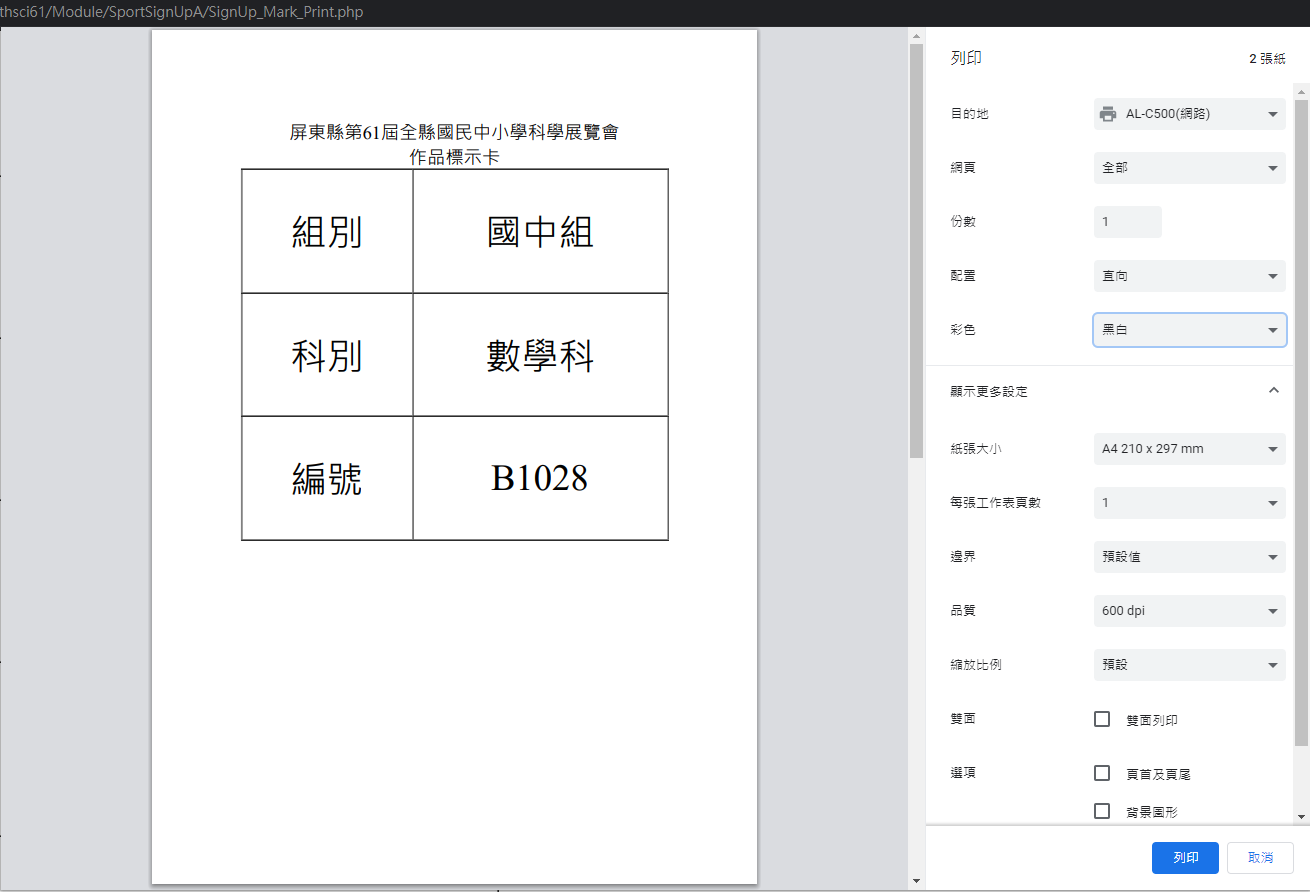 thsci61/Module/SportSignUpA/SignUp_Mark_Print.php
屏東縣第61屆全縣國民中小學科學展覽會
作品標示卡
組別 國中組
科別 數學科
編號 B1028
列印 2 張紙
目的地 AL-C500(網路)
網頁 全部
份數 1
配置 直向
彩色 黑白
顯示更多設定
紙張大小 A4 210 x 297 mm
每張工作表頁數 1
邊界 預設值
品質 600 dpi
縮放比例 預設
雙面 雙面列印
選項 頁首及頁尾
背景圖形
列印 取消